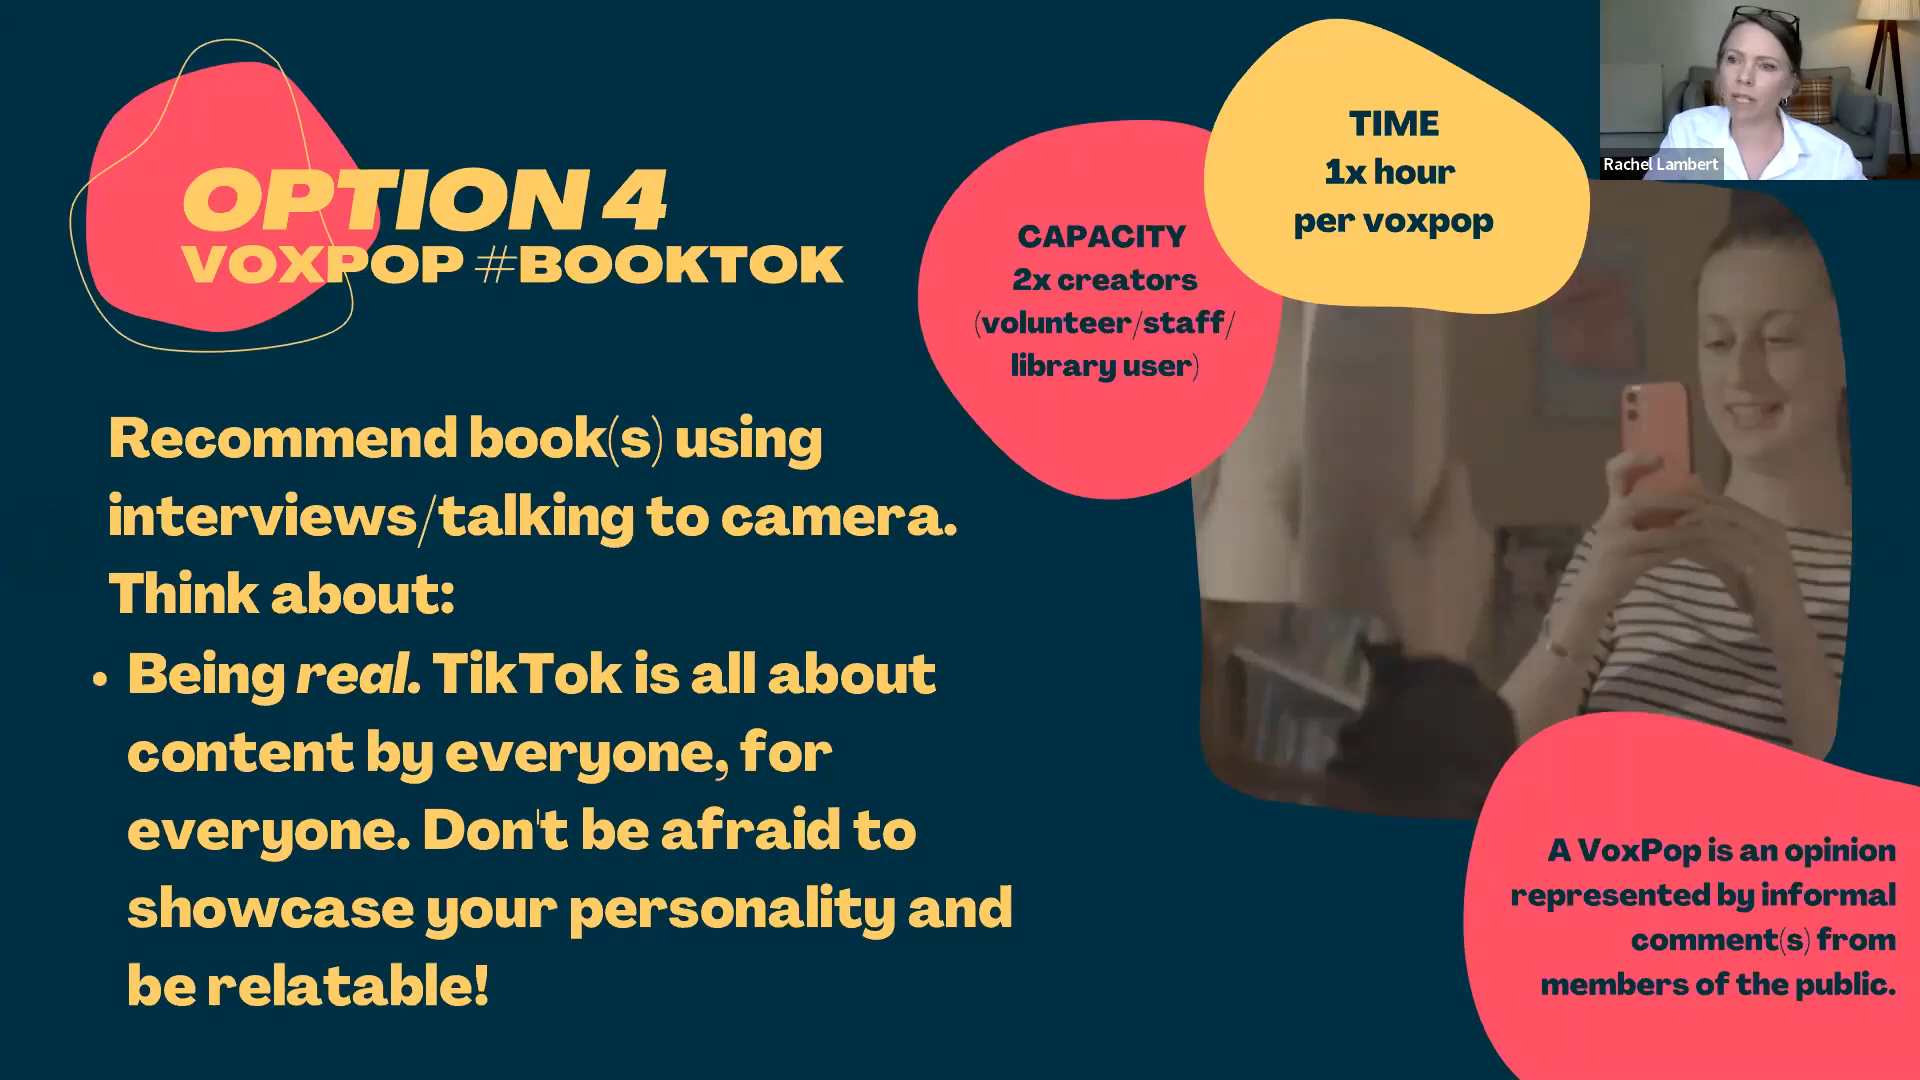 OPTION 4
VOXPOP #BOOKTOK
Recommend book(s) using
interviews/talking to camera.
Think about:
• Being real. TikTok is all about
content by everyone, for
everyone. Don't be afraid to
showcase your personality and
be relatable!
CAPACITY
2x creators
(volunteer/staff/
library user)
TIME
1x hour
per voxpop
Rachel Lambert
A VoxPop is an opinion
represented by informal
comment(s) from
members of the public.